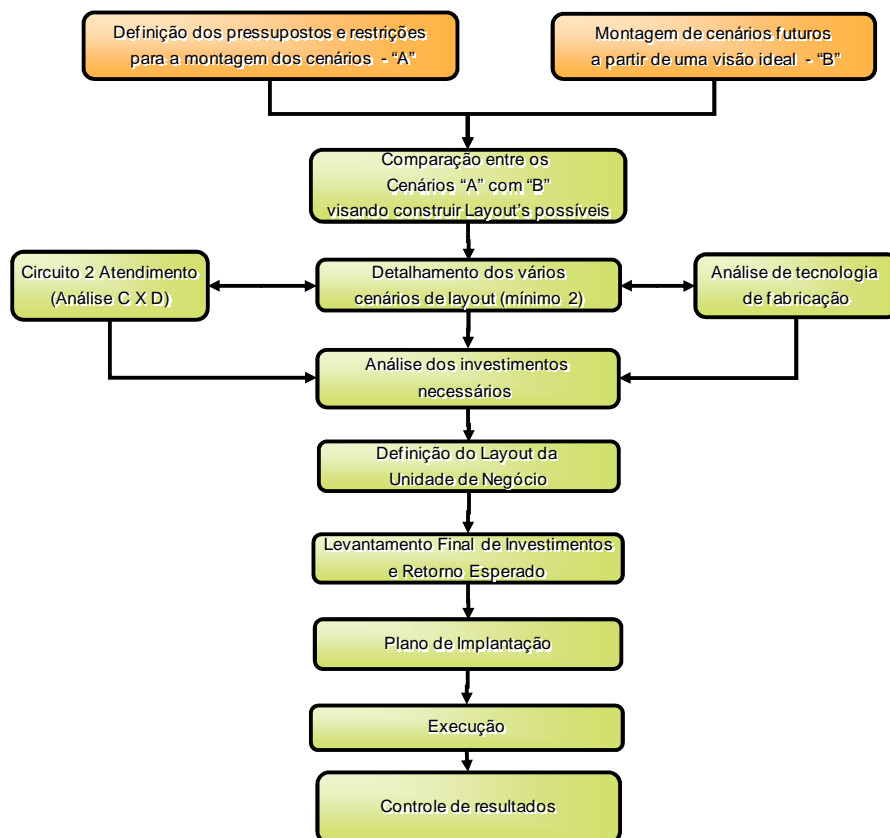 Definição dos pressupostos e restrições
para a montagem dos cenários - “A”
Montagem de cenários futuros
a partir de uma visão ideal - “B”
Comparação entre os
Cenários “A” com “B”
visando construir Layout’s possíveis
Circuito 2 Atendimento
(Análise C X D)
Detalhamento dos vários
cenários de layout (mínimo 2)
Análise de tecnologia
de fabricação
Análise dos investimentos
necessários
Definição do Layout da
Unidade de Negócio
Levantamento Final de Investimentos
e Retorno Esperado
Plano de Implantação
Execução
Controle de resultados